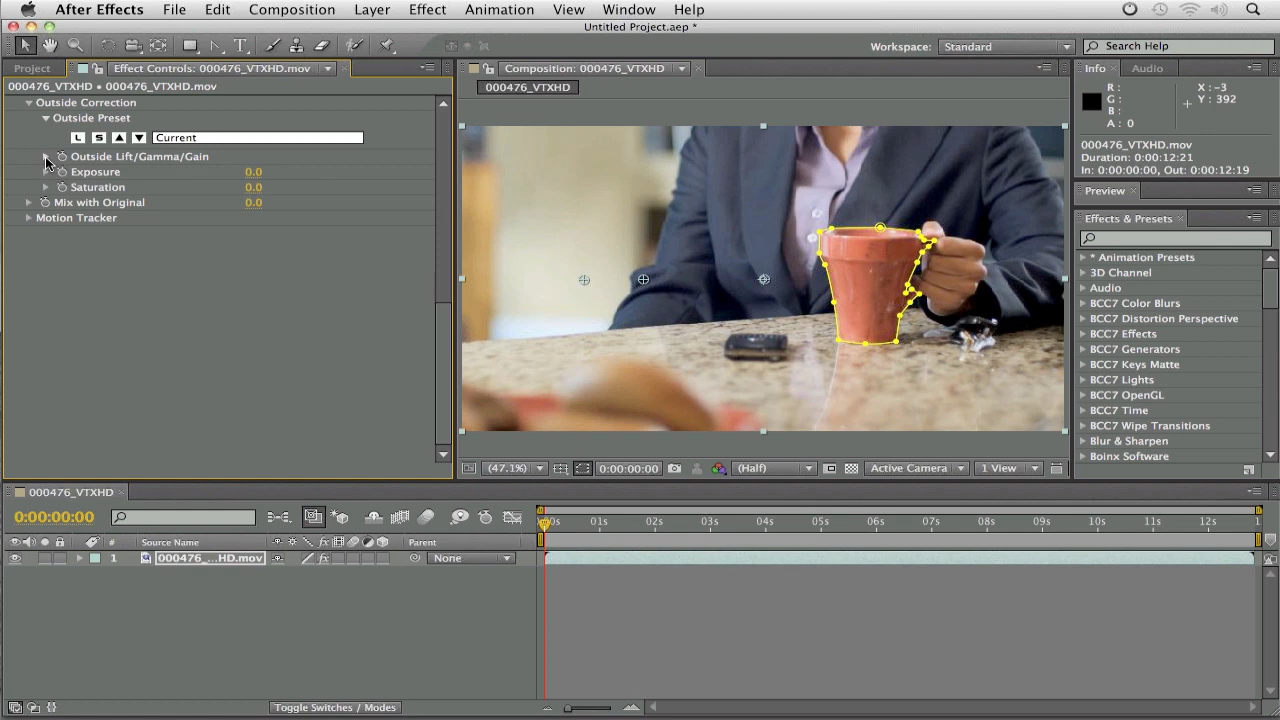 After Effects File Edit Composition Layer Effect Animation View Window Help
Untitled Project.aep *
Workspace: Standard Search Help
Project Effect Controls: 000476_VTXHD.mov
000476_VTXHD • 000476_VTXHD.mov
Outside Correction
Outside Preset
L S Current
Outside Lift/Gamma/Gain
Exposure 0.0
Saturation 0.0
Mix with Original 0.0
Motion Tracker
Composition: 000476_VTXHD
000476_VTXHD
(47.1%) 0:00:00:00 (Half) Active Camera 1 View
Info Audio
R : X : -3
G : Y : 392
B :
A : 0
000476_VTXHD.mov
Duration: 0:00:12:21
In: 0:00:00:00, Out: 0:00:12:19
Preview
Effects & Presets
* Animation Presets
3D Channel
Audio
BCC7 Color Blurs
BCC7 Distortion Perspective
BCC7 Effects
BCC7 Generators
BCC7 Keys Matte
BCC7 Lights
BCC7 OpenGL
BCC7 Time
BCC7 Wipe Transitions
Blur & Sharpen
Boinx Software
000476_VTXHD
0:00:00:00
# Source Name fx Parent
1 000476_...HD.mov fx None
00s 01s 02s 03s 04s 05s 06s 07s 08s 09s 10s 11s 12s 1
Toggle Switches / Modes